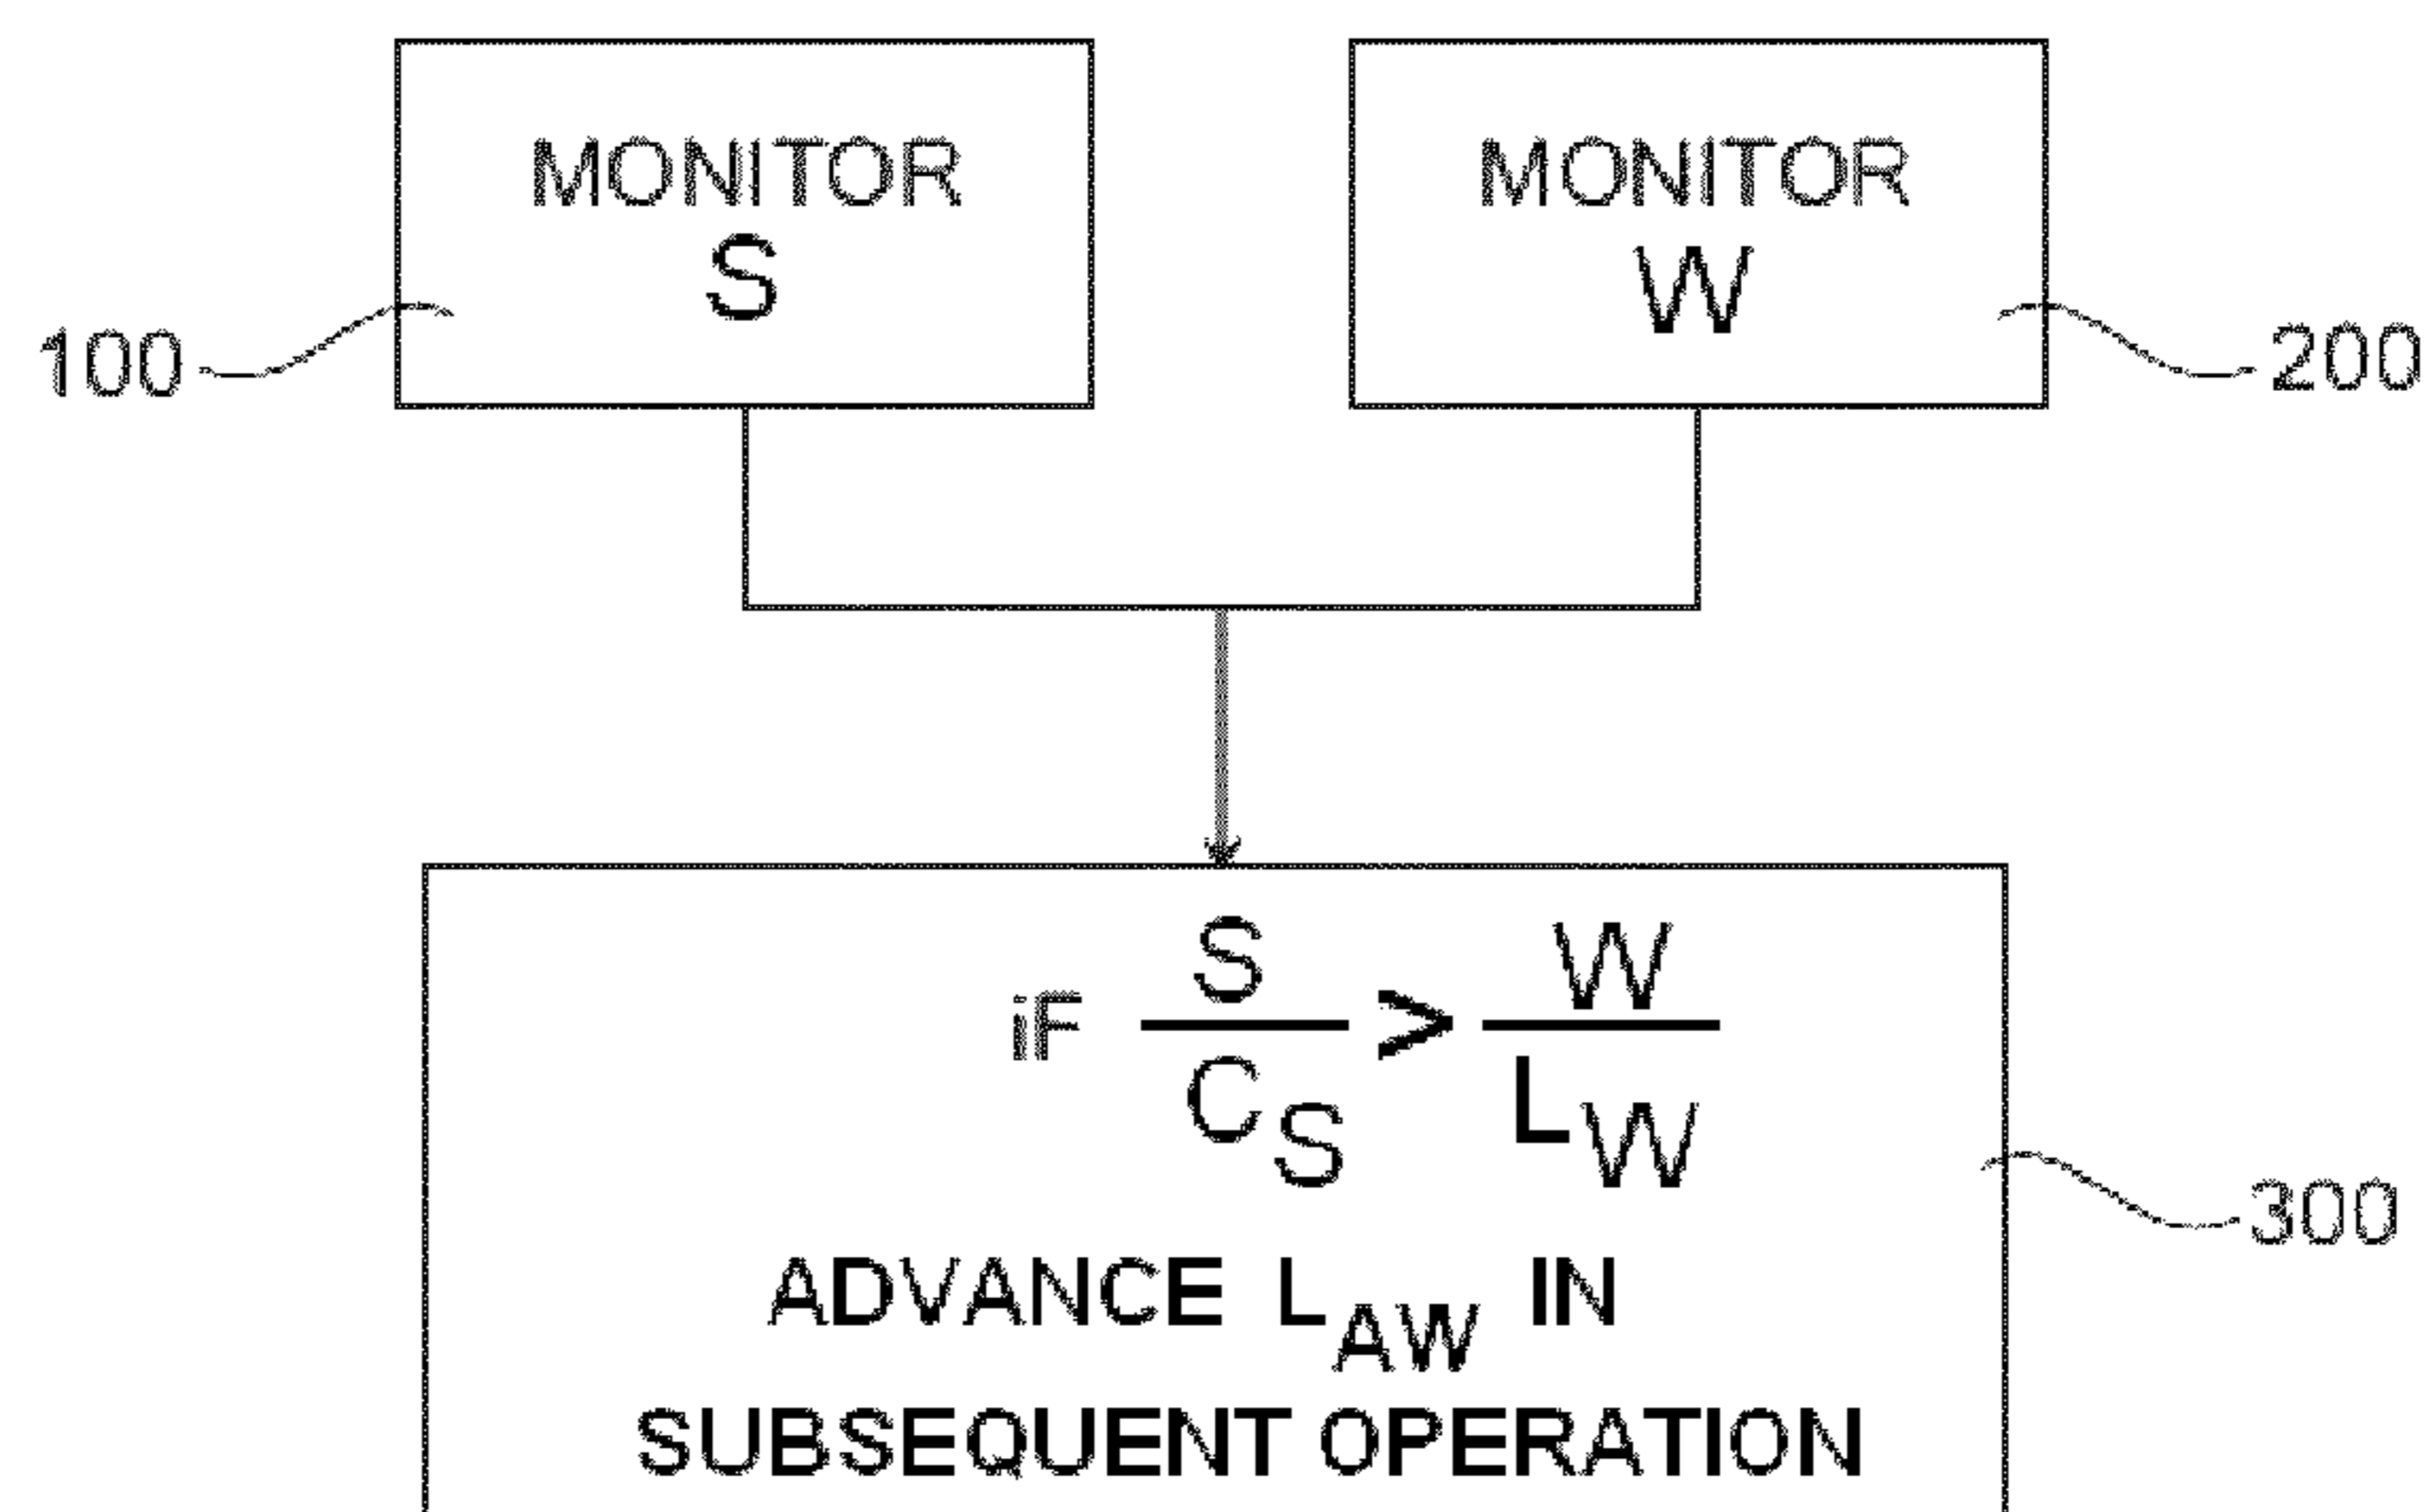 MONITOR
S
100
MONITOR
W
200
iF S/C_S > W/L_W
300
ADVANCE L_AW IN
SUBSEQUENT OPERATION